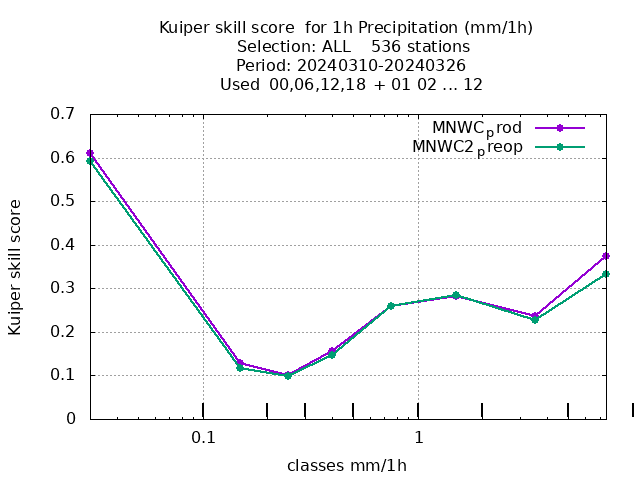 Kuiper skill score  for 1h Precipitation (mm/1h)
Selection: ALL    536 stations
Period: 20240310-20240326
Used  00,06,12,18  + 01 02 ... 12
MNWC_prod
MNWC2_preop
0.7
0.6
0.5
0.4
0.3
0.2
0.1
0
Kuiper skill score
0.1
1
classes mm/1h